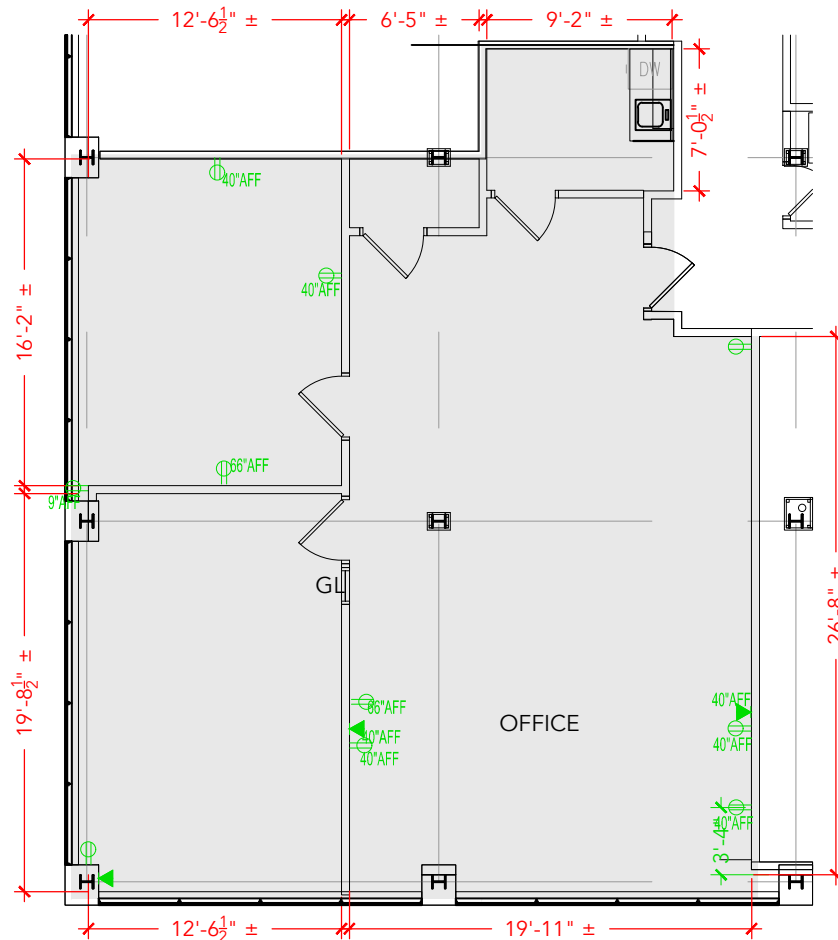 12'-6½" ±
6'-5" ±
9'-2" ±
DW
7'-0½" ±
40"AFF
40"AFF
16'-2" ±
66"AFF
9"AFF
GL
19'-8½" ±
26'-8" ±
OFFICE
66"AFF
40"AFF
40"AFF
40"AFF
40"AFF
40"AFF
3'-4"
12'-6½" ±
19'-11" ±